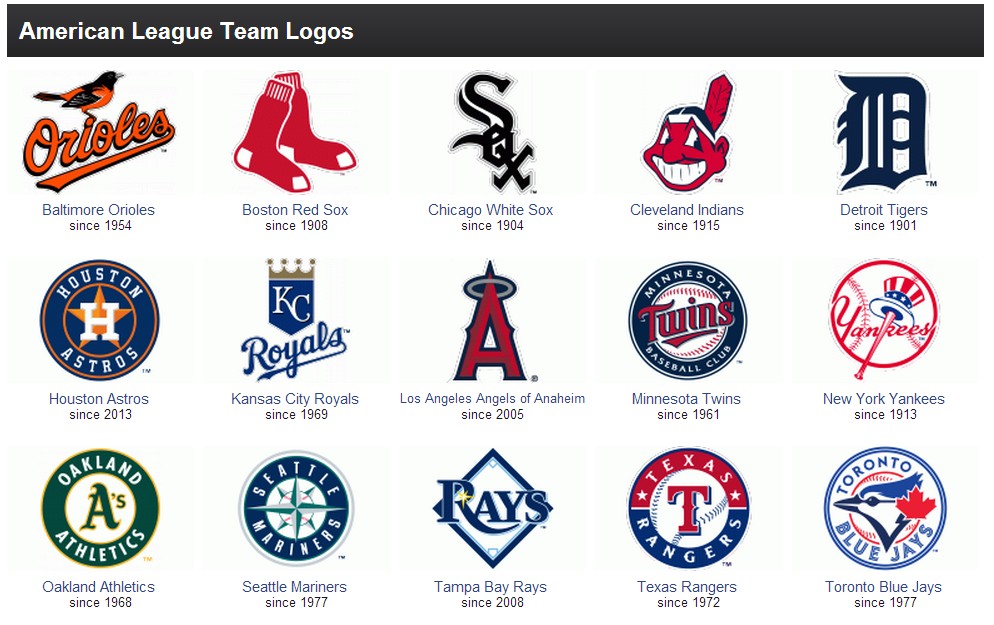 American League Team Logos
Orioles
Sox
D
TM
Baltimore Orioles
since 1954
Boston Red Sox
since 1908
Chicago White Sox
since 1904
Cleveland Indians
since 1915
Detroit Tigers
since 1901
HOUSTON
H
ASTROS
KC
Royals
A
MINNESOTA
Twins
BASEBALL CLUB
Yankees
Houston Astros
since 2013
Kansas City Royals
since 1969
Los Angeles Angels of Anaheim
since 2005
Minnesota Twins
since 1961
New York Yankees
since 1913
OAKLAND
A's
ATHLETICS
SEATTLE
MARINERS
RAYS
TEXAS
T
RANGERS
TORONTO
BLUE JAYS
Oakland Athletics
since 1968
Seattle Mariners
since 1977
Tampa Bay Rays
since 2008
Texas Rangers
since 1972
Toronto Blue Jays
since 1977